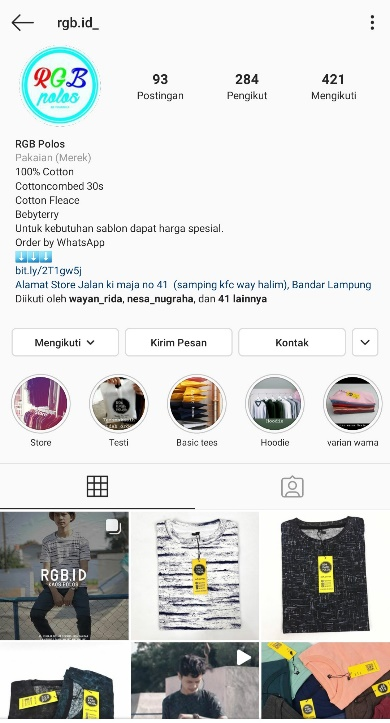 rgb.id_
RGB
polos
93
284
421
Postingan
Pengikut
Mengikuti
RGB Polos
Pakaian (Merek)
100% Cotton
Cottoncombed 30s
Cotton Fleace
Bebyterry
Untuk kebutuhan sablon dapat harga spesial.
Order by WhatsApp
⬇️⬇️⬇️
bit.ly/2T1gw5j
Alamat Store Jalan ki maja no 41 (samping kfc way halim), Bandar Lampung
Diikuti oleh wayan_rida, nesa_nugraha, dan 41 lainnya
Mengikuti
Kirim Pesan
Kontak
Hoodie
Store
Testi
Basic tees
Hoodie
varian warna
RGB.ID
KAOS POLOS